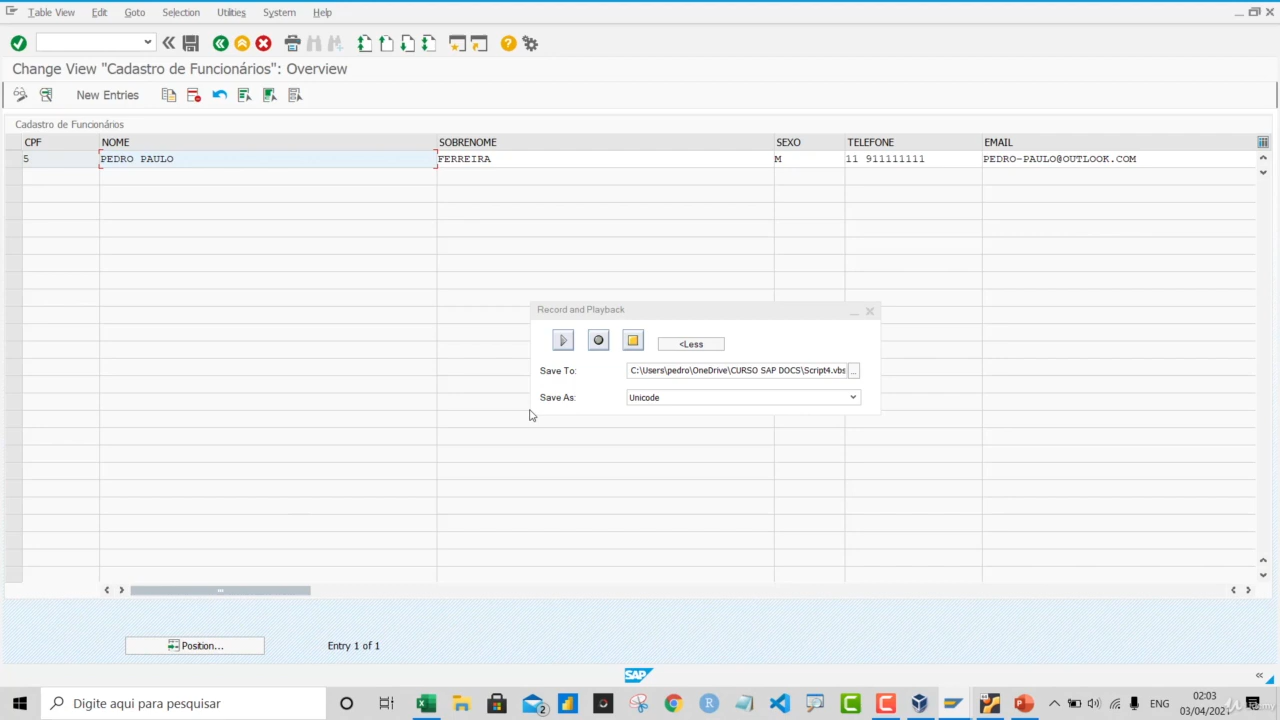 Table View Edit Goto Selection Utilities System Help
Change View "Cadastro de Funcionários": Overview
New Entries
Cadastro de Funcionários
CPF NOME SOBRENOME SEXO TELEFONE EMAIL
5 PEDRO PAULO FERREIRA M 11 911111111 PEDRO-PAULO@OUTLOOK.COM
Record and Playback
<Less
Save To: C:\Users\pedro\OneDrive\CURSO SAP DOCS\Script4.vbs ...
Save As: Unicode
Position... Entry 1 of 1
SAP
Digite aqui para pesquisar
2
ENG
02:03